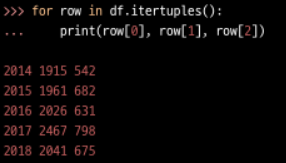 >>> for row in df.itertuples():
...     print(row[0], row[1], row[2])
2014 1915 542
2015 1961 682
2016 2026 631
2017 2467 798
2018 2041 675